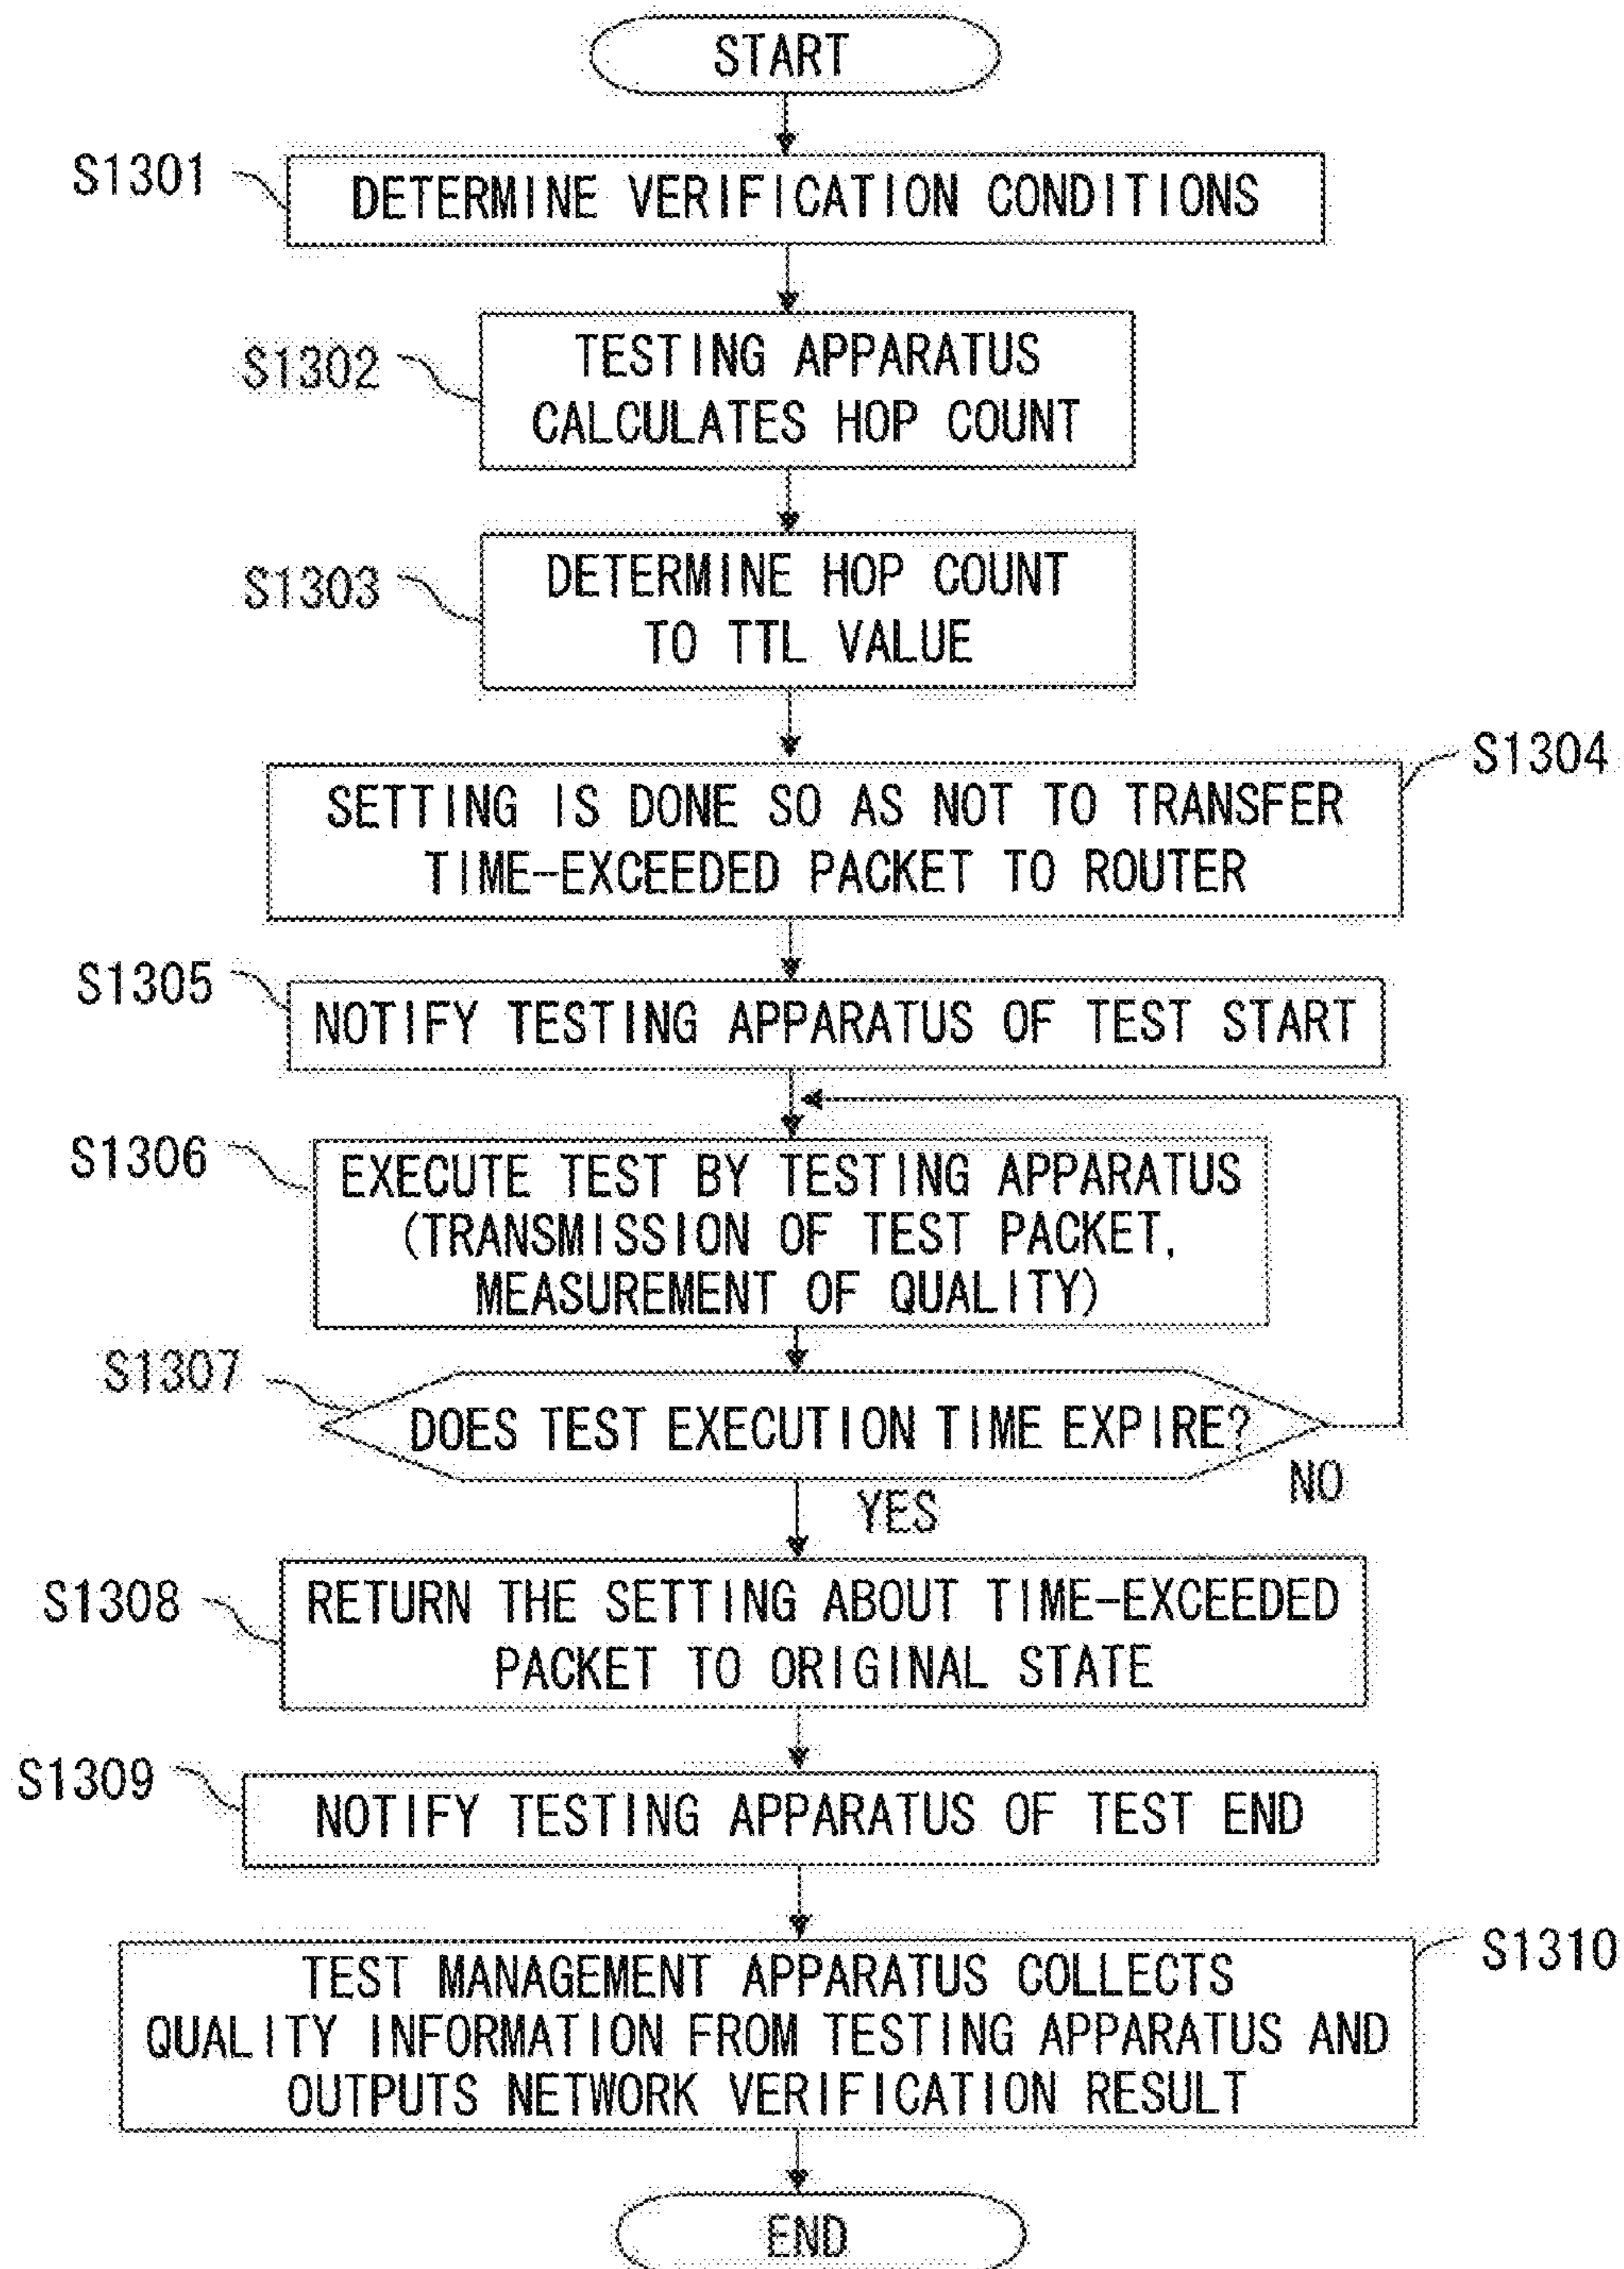 START
S1301
DETERMINE VERIFICATION CONDITIONS
S1302
TESTING APPARATUS
CALCULATES HOP COUNT
S1303
DETERMINE HOP COUNT
TO TTL VALUE
S1304
SETTING IS DONE SO AS NOT TO TRANSFER
TIME-EXCEEDED PACKET TO ROUTER
S1305
NOTIFY TESTING APPARATUS OF TEST START
S1306
EXECUTE TEST BY TESTING APPARATUS
(TRANSMISSION OF TEST PACKET,
MEASUREMENT OF QUALITY)
S1307
DOES TEST EXECUTION TIME EXPIRE?
NO
YES
S1308
RETURN THE SETTING ABOUT TIME-EXCEEDED
PACKET TO ORIGINAL STATE
S1309
NOTIFY TESTING APPARATUS OF TEST END
S1310
TEST MANAGEMENT APPARATUS COLLECTS
QUALITY INFORMATION FROM TESTING APPARATUS AND
OUTPUTS NETWORK VERIFICATION RESULT
END